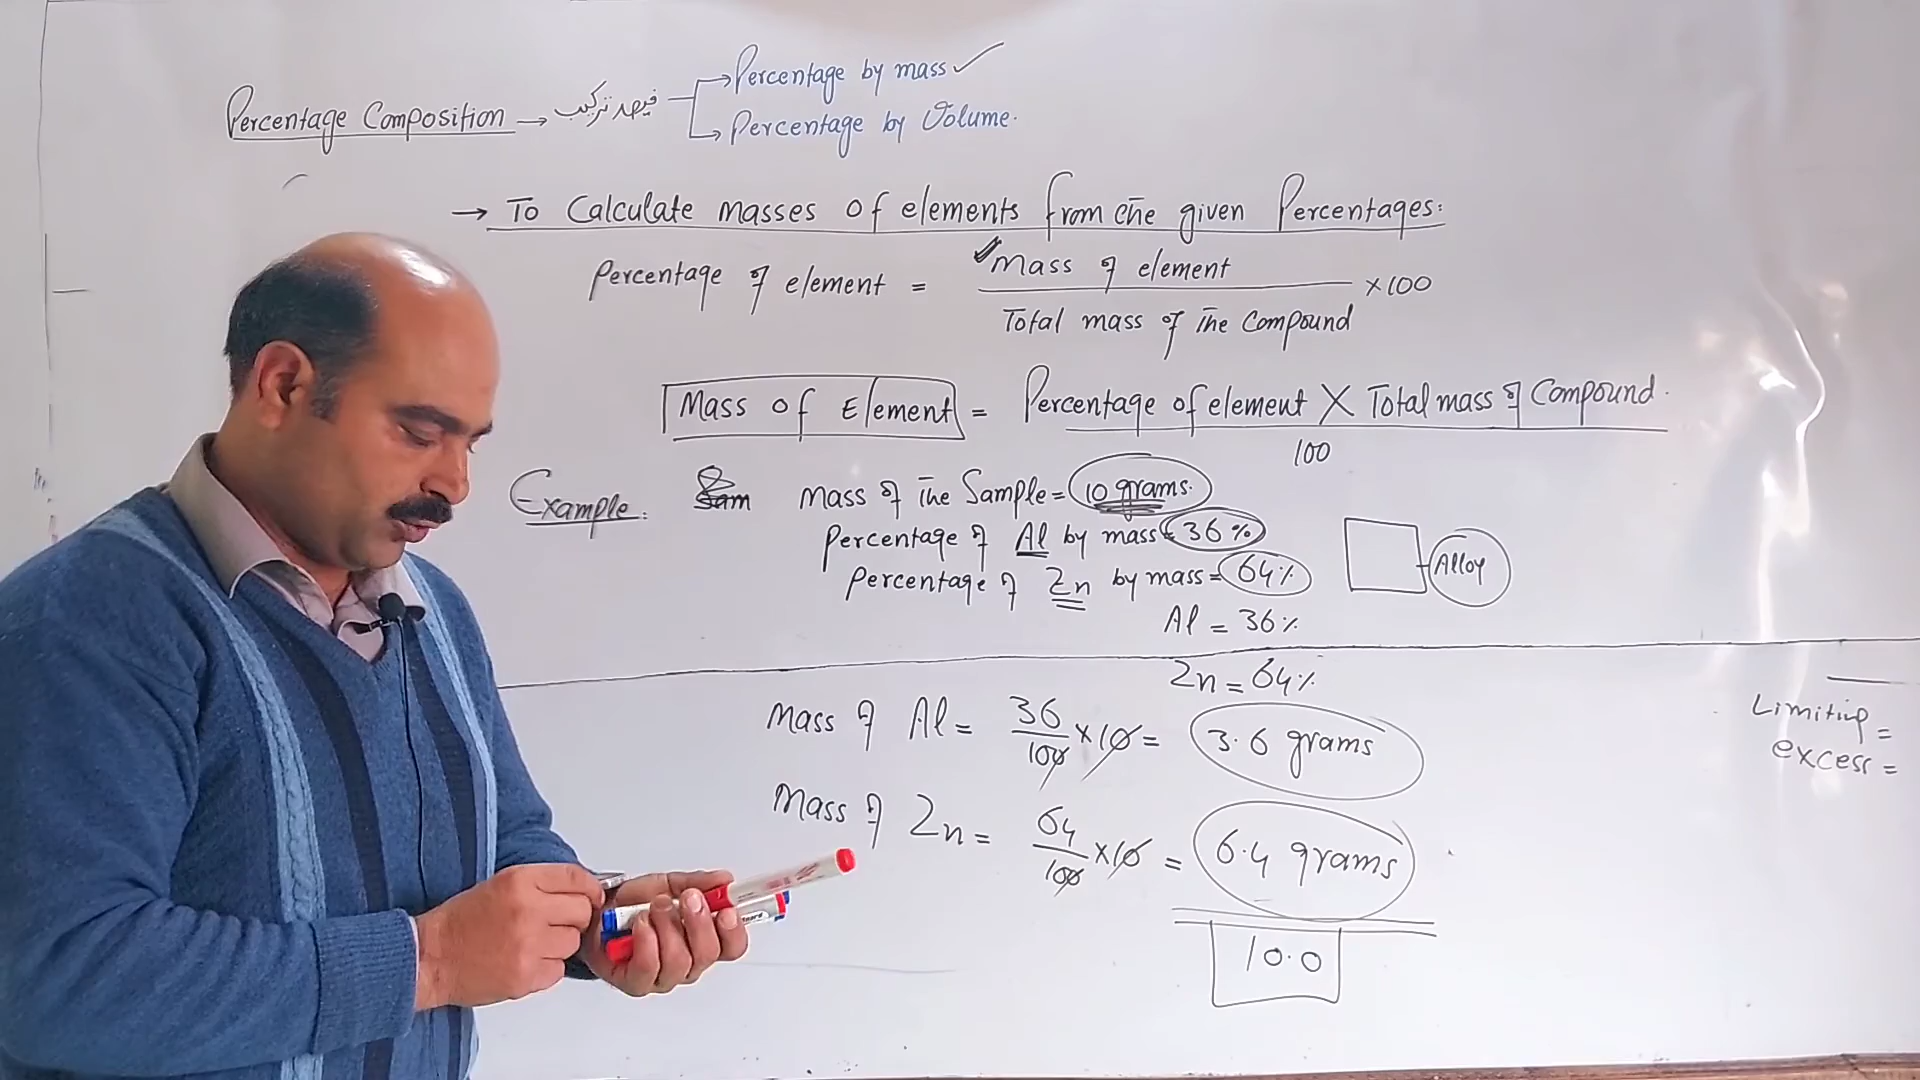 Percentage by mass ✓
Percentage Composition → فیصد ترکیب
Percentage by Volume.
→ To Calculate masses of elements from the given Percentages:
Percentage of element = Mass of element / Total mass of the Compound ×100
Mass of Element = Percentage of element X Total mass of Compound. / 100
Example: Sam Mass of the Sample = 10 grams.
Percentage of Al by mass = 36%
Percentage of Zn by mass = 64%
Alloy
Al = 36%
Zn = 64%
Mass of Al = 36/100 ×10 = 3.6 grams
Mass of Zn = 64/100 ×10 = 6.4 grams
10.0
Limiting =
excess =